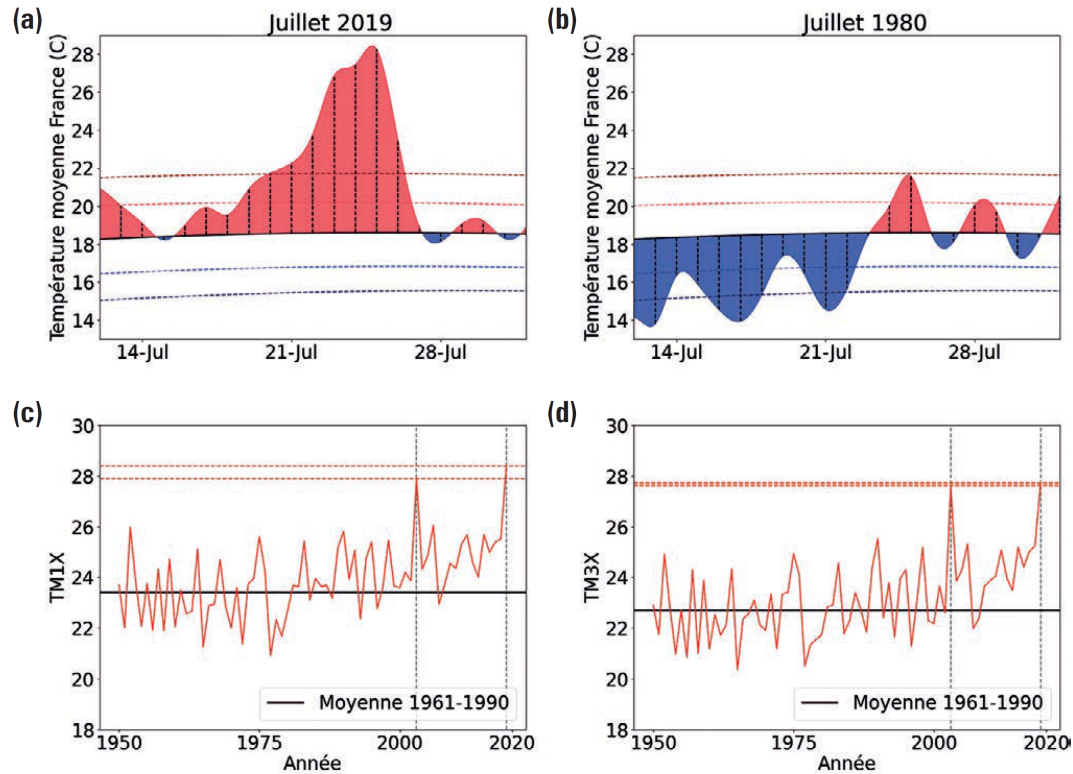 (a)
Juillet 2019
Température moyenne France (C)
28
26
24
22
20
18
16
14
14-Jul
21-Jul
28-Jul
(b)
Juillet 1980
Température moyenne France (C)
28
26
24
22
20
18
16
14
14-Jul
21-Jul
28-Jul
(c)
TM1X
30
28
26
24
22
20
18
Moyenne 1961-1990
1950
1975
2000
2020
Année
(d)
TM3X
30
28
26
24
22
20
18
Moyenne 1961-1990
1950
1975
2000
2020
Année